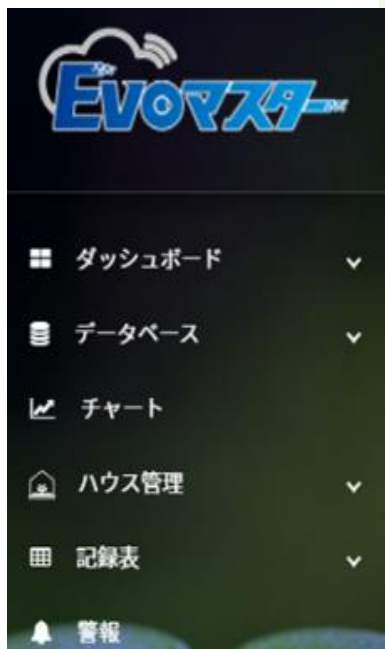 EVOマスター
ダッシュボード
データベース
チャート
ハウス管理
記録表
警報